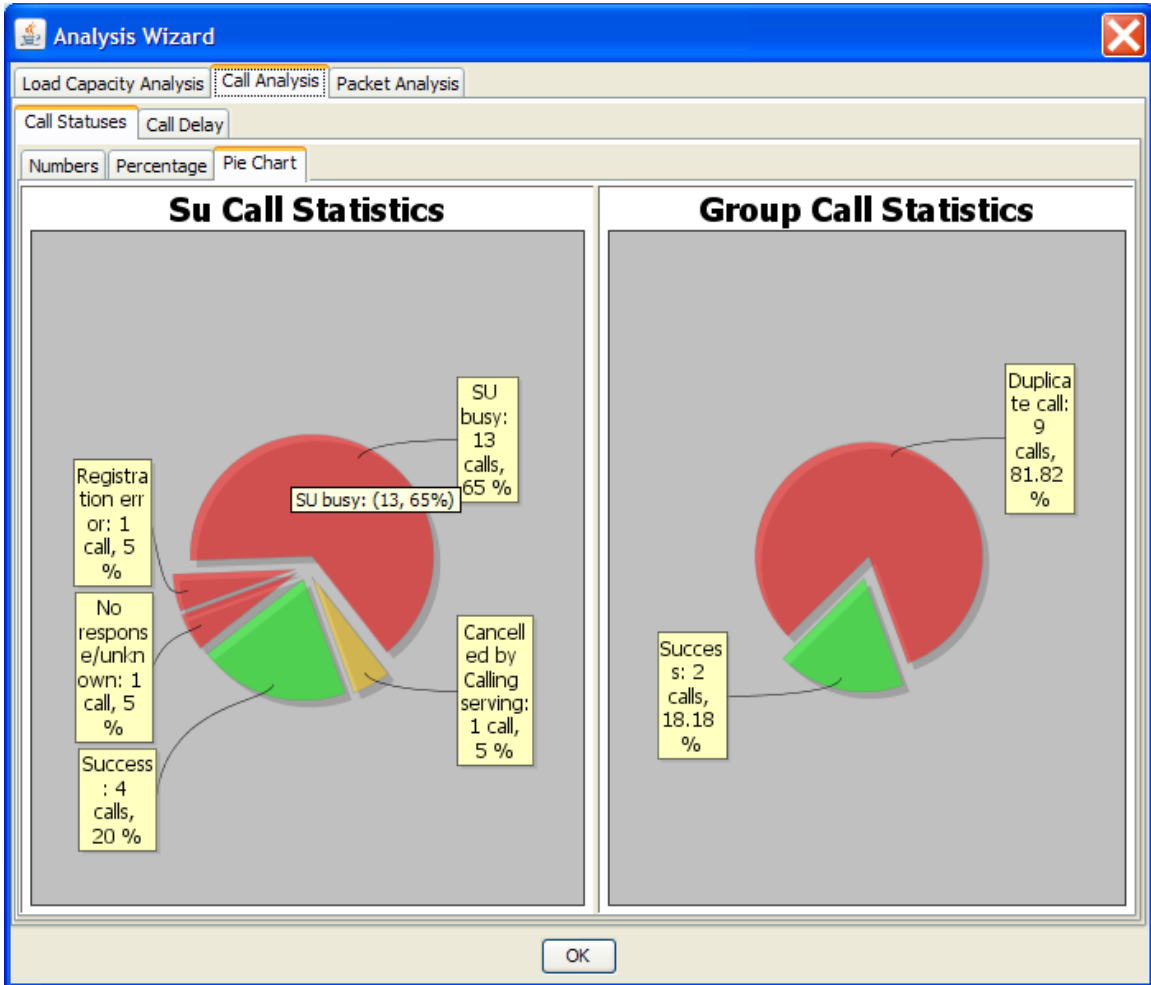 Analysis Wizard
Load Capacity Analysis Call Analysis Packet Analysis
Call Statuses Call Delay
Numbers Percentage Pie Chart
Su Call Statistics
SU
busy:
13
calls,
65 %
SU busy: (13, 65%)
Registra
tion err
or: 1
call, 5
%
No
respons
e/unkn
own: 1
call, 5
%
Success
: 4
calls,
20 %
Cancell
ed by
Calling
serving:
1 call,
5 %
Group Call Statistics
Duplica
te call:
9
calls,
81.82
%
Succes
s: 2
calls,
18.18
%
OK